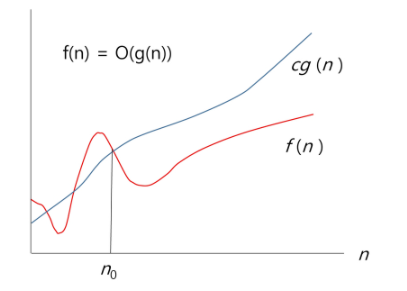 f(n) = O(g(n))
cg (n )
f (n )
n
n₀